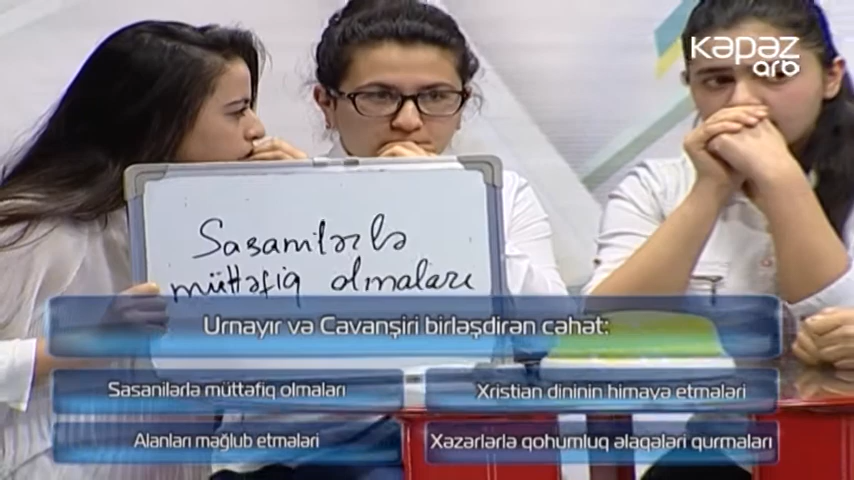 kəpəz
arb
Sasanilərlə
müttəfiq olmaları
Urnayır və Cavanşiri birləşdirən cəhət:
Sasanilərlə müttəfiq olmaları
Xristian dininin himayə etmələri
Alanları məğlub etmələri
Xəzərlərlə qohumluq əlaqələri qurmaları